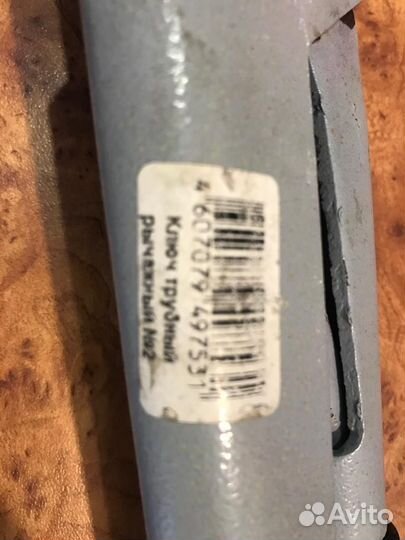 4 607079 497531
Ключ трубный
рычажный №2
Avito